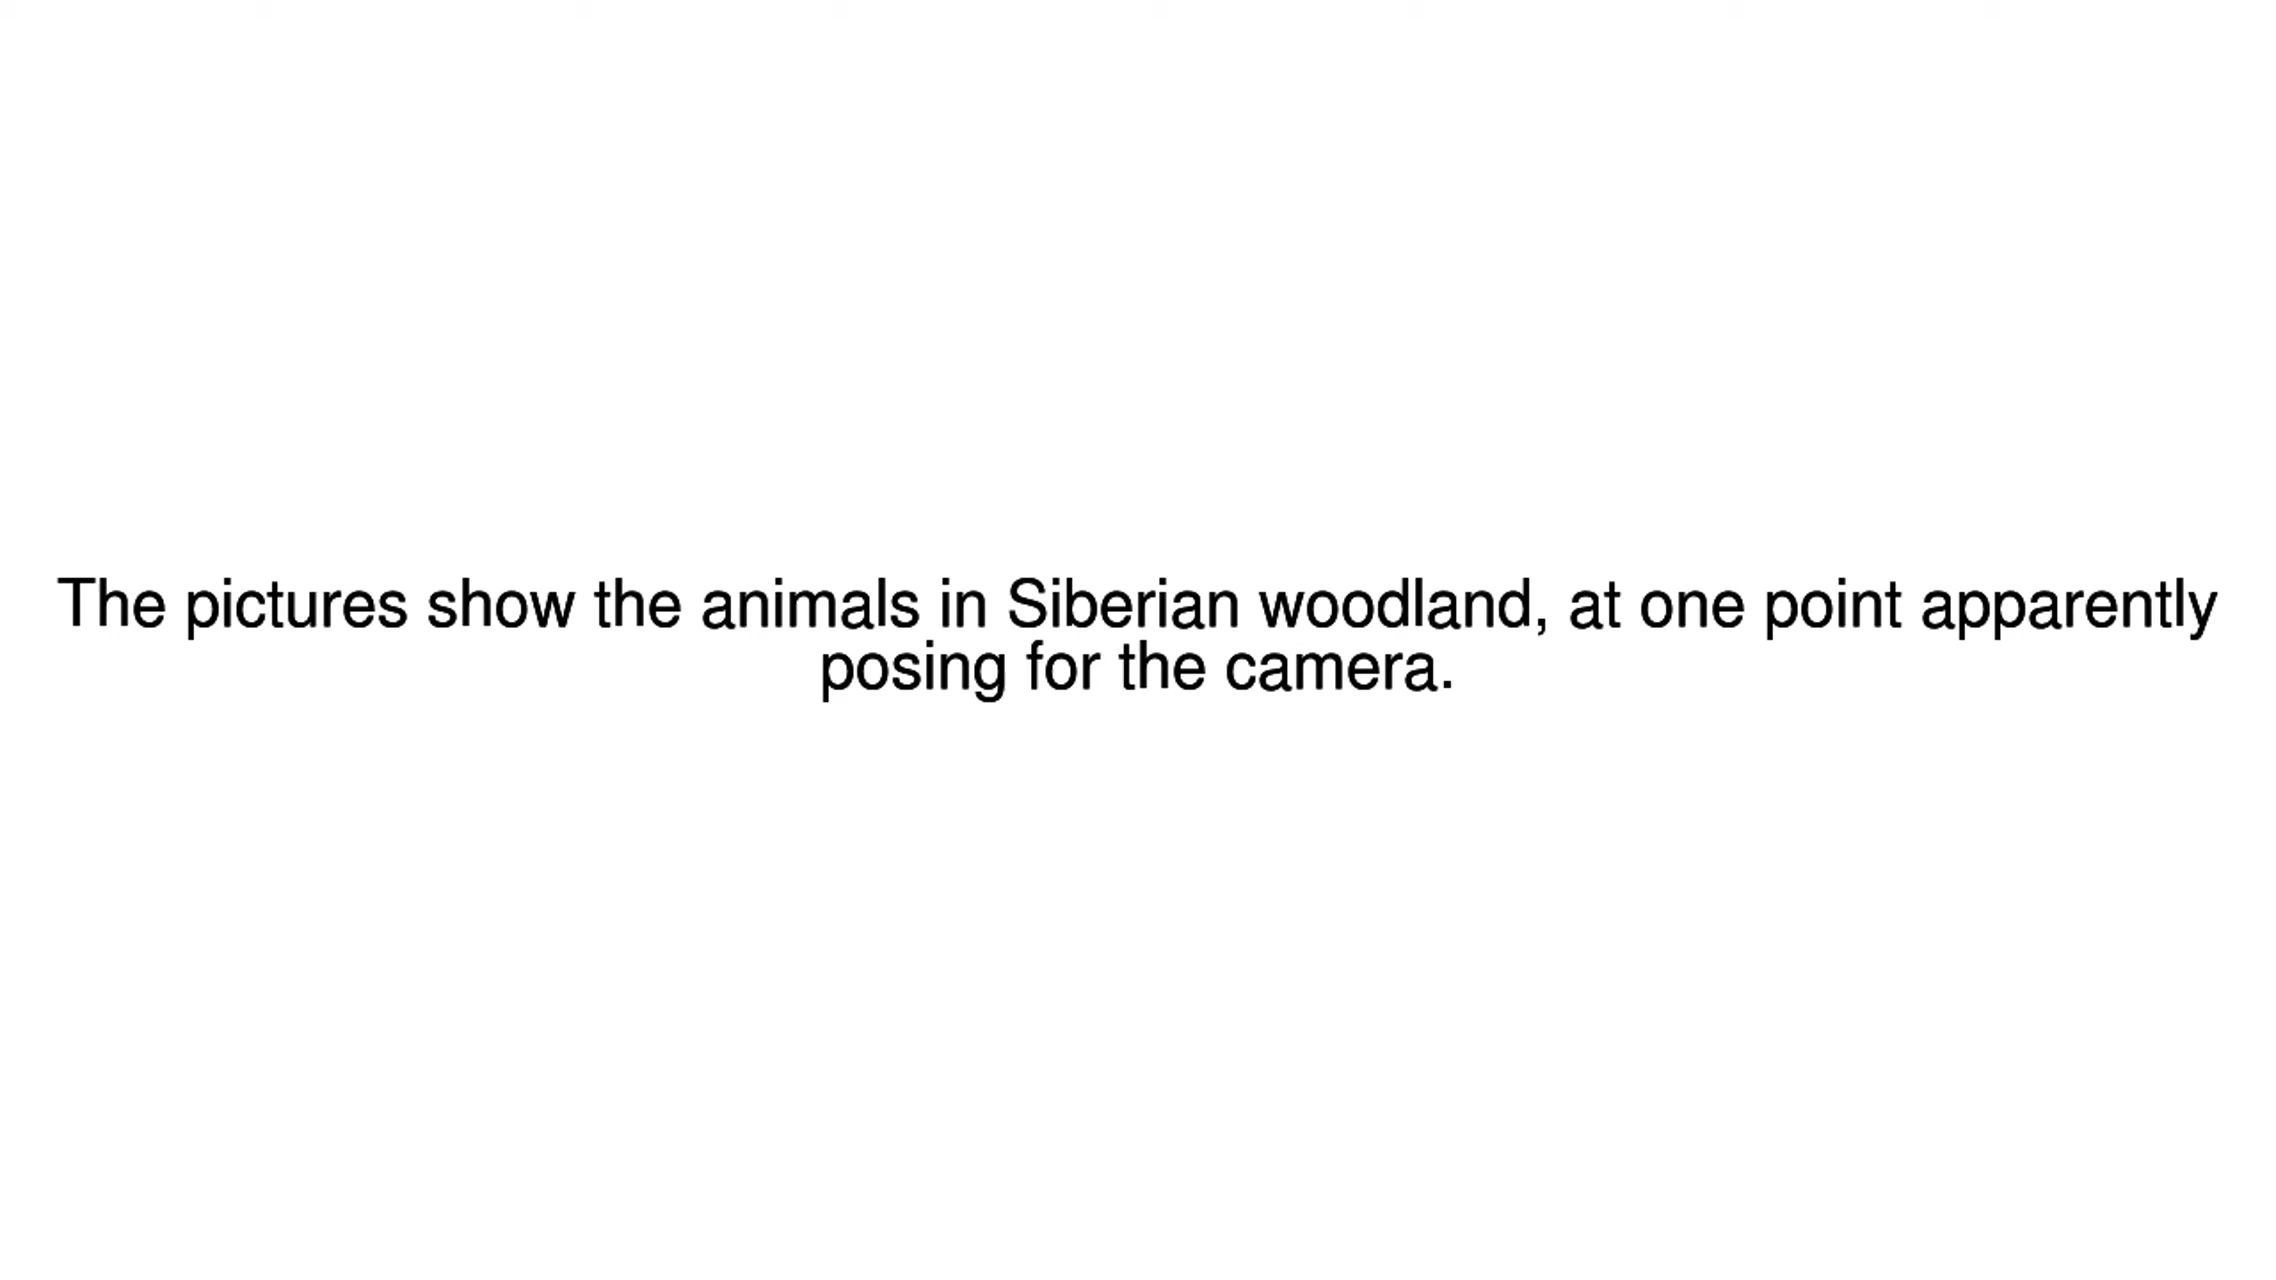 The pictures show the animals in Siberian woodland, at one point apparently
posing for the camera.